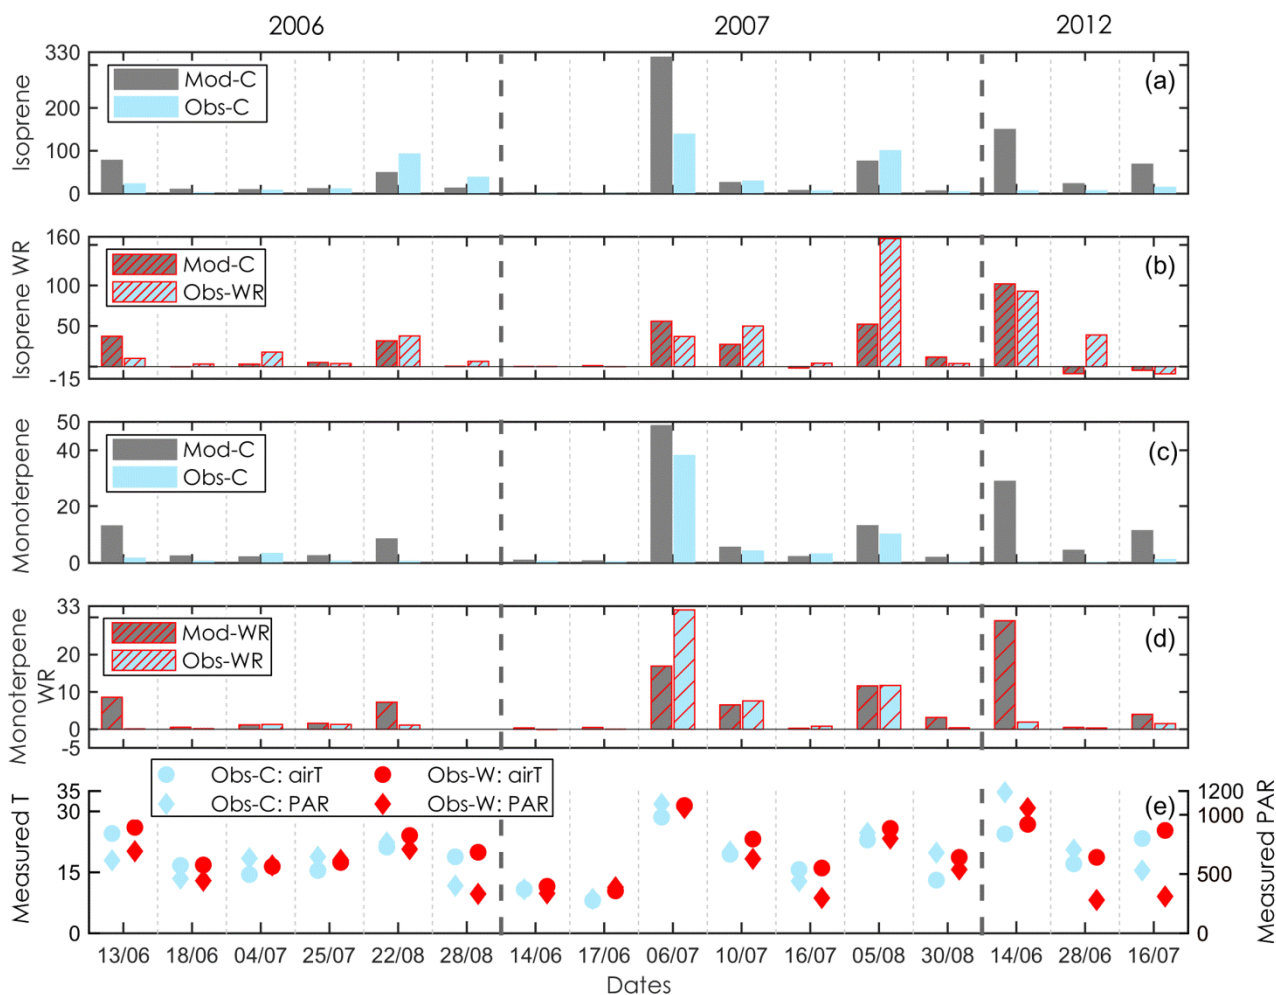 2006 2007 2012
330
200
100
0
Isoprene
Mod-C
Obs-C
(a)
160
100
50
-15
Isoprene WR
Mod-C
Obs-WR
(b)
50
40
20
0
Monoterpene
Mod-C
Obs-C
(c)
33
20
10
0
-5
Monoterpene
WR
Mod-WR
Obs-WR
(d)
Obs-C: airT Obs-W: airT
Obs-C: PAR Obs-W: PAR
35
30
15
0
Measured T
(e)
1200
1000
500
0
Measured PAR
13/06 18/06 04/07 25/07 22/08 28/08 14/06 17/06 06/07 10/07 16/07 05/08 30/08 14/06 28/06 16/07
Dates